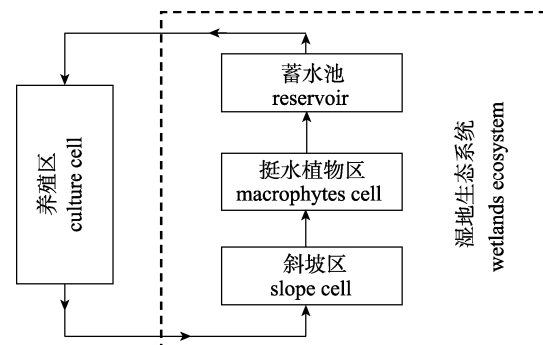 蓄水池
reservoir
养殖区
culture cell
挺水植物区
macrophytes cell
湿地生态系统
wetlands ecosystem
斜坡区
slope cell